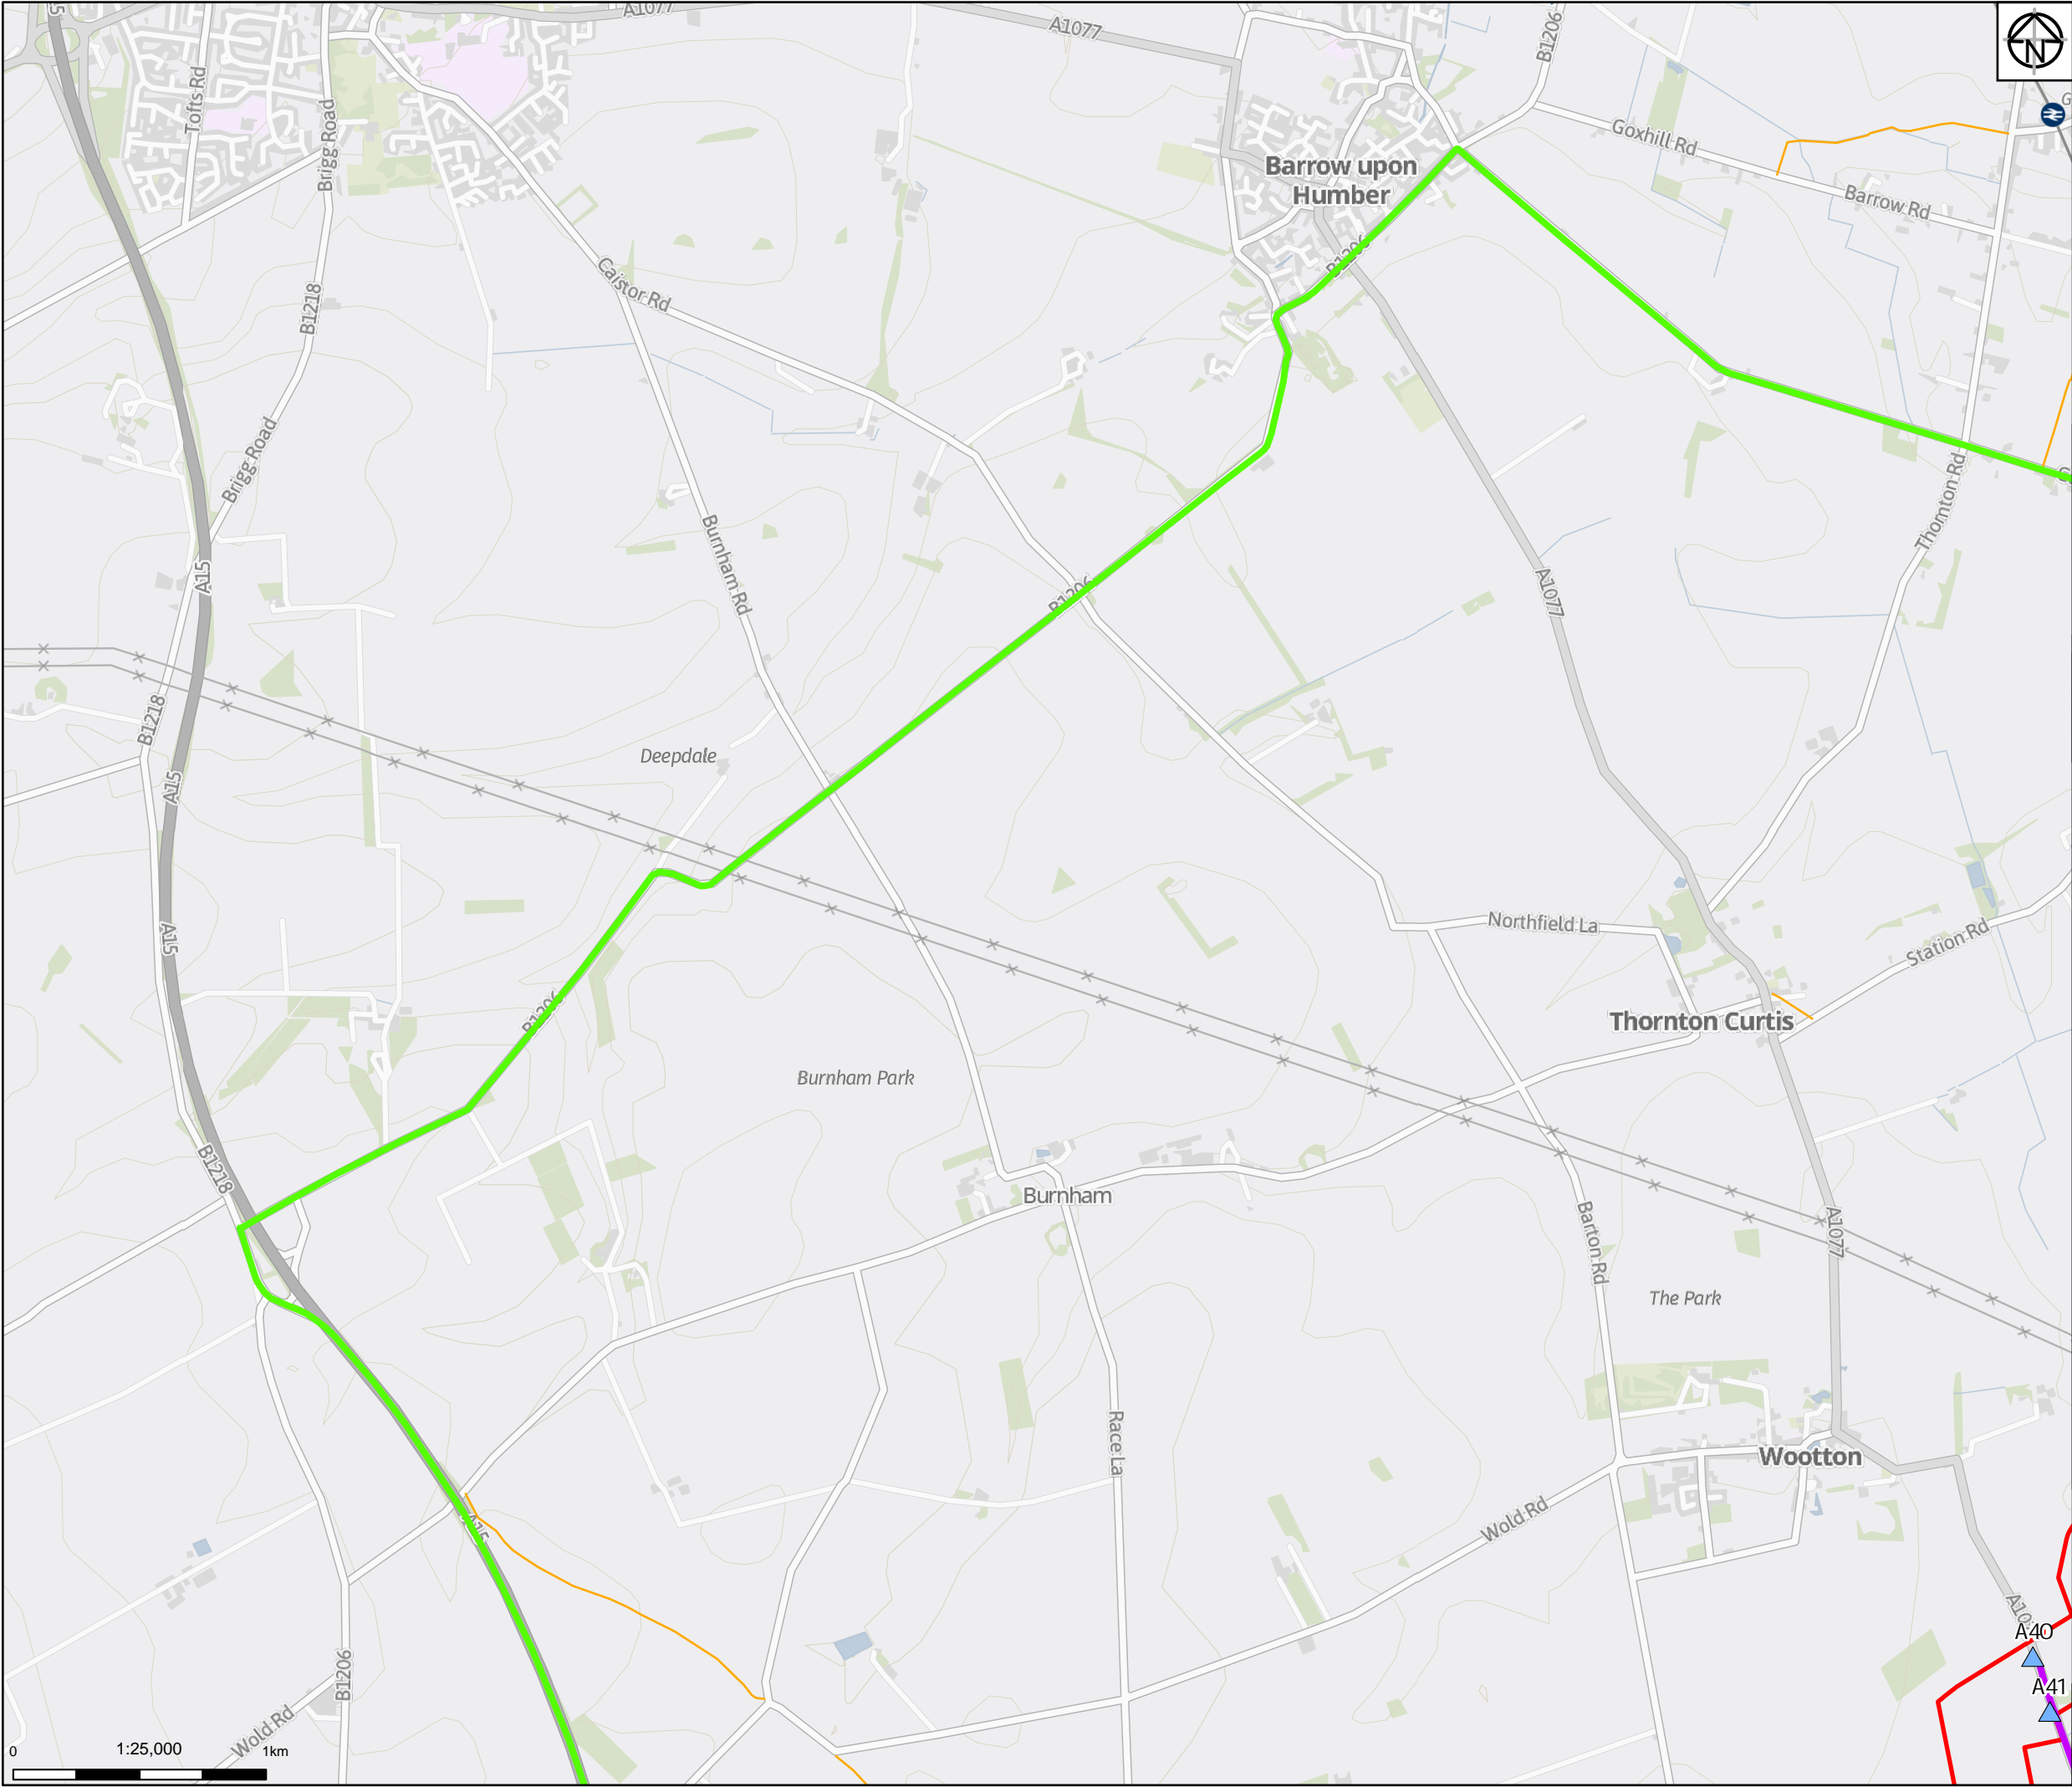 A1077
A1077
B1206
N
Tofts Rd
Brigg Road
Goxhill Rd
Barrow upon
Humber
Barrow Rd
B1206
Caistor Rd
B1218
Brigg Road
Thornton Rd
Burnham Rd
A15
B1206
A1077
B1218
Deepdale
A15
Northfield La
A15
Station Rd
B1206
Thornton Curtis
Burnham Park
B1218
Burnham
Barton Rd
A1077
The Park
Race La
Wootton
Wold Rd
A15
A40
B1206
A41
Wold Rd
0
1:25,000
1km